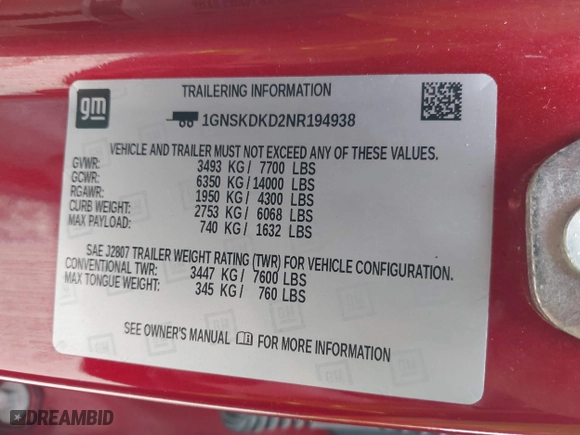 gm
TRAILERING INFORMATION
1GNSKDKD2NR194938
VEHICLE AND TRAILER MUST NOT EXCEED ANY OF THESE VALUES.
GVWR: 3493 KG / 7700 LBS
GCWR: 6350 KG / 14000 LBS
RGAWR: 1950 KG / 4300 LBS
CURB WEIGHT: 2753 KG / 6068 LBS
MAX PAYLOAD: 740 KG / 1632 LBS
SAE J2807 TRAILER WEIGHT RATING (TWR) FOR VEHICLE CONFIGURATION.
CONVENTIONAL TWR: 3447 KG / 7600 LBS
MAX TONGUE WEIGHT: 345 KG / 760 LBS
SEE OWNER'S MANUAL FOR MORE INFORMATION
DREAMBID